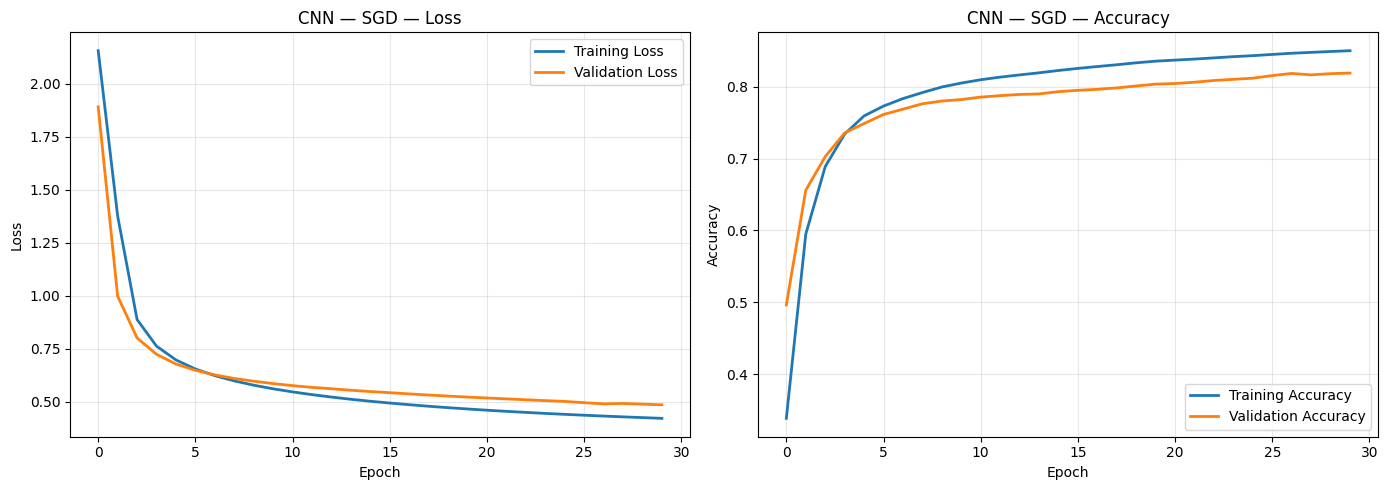 CNN — SGD — Loss
Training Loss
Validation Loss
2.00
1.75
1.50
1.25
1.00
0.75
0.50
Loss
0 5 10 15 20 25 30
Epoch
CNN — SGD — Accuracy
0.8
0.7
0.6
0.5
0.4
Accuracy
Training Accuracy
Validation Accuracy
0 5 10 15 20 25 30
Epoch